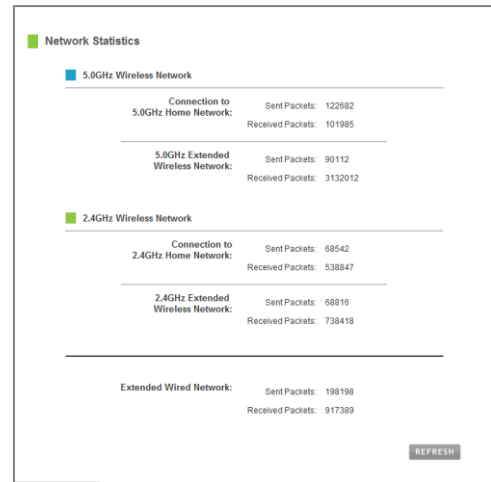 Network Statistics
5.0GHz Wireless Network
Connection to
5.0GHz Home Network:
Sent Packets: 122682
Received Packets: 101985
5.0GHz Extended
Wireless Network:
Sent Packets: 90112
Received Packets: 3132012
2.4GHz Wireless Network
Connection to
2.4GHz Home Network:
Sent Packets: 68542
Received Packets: 538847
2.4GHz Extended
Wireless Network:
Sent Packets: 68816
Received Packets: 738418
Extended Wired Network:
Sent Packets: 198198
Received Packets: 917389
REFRESH